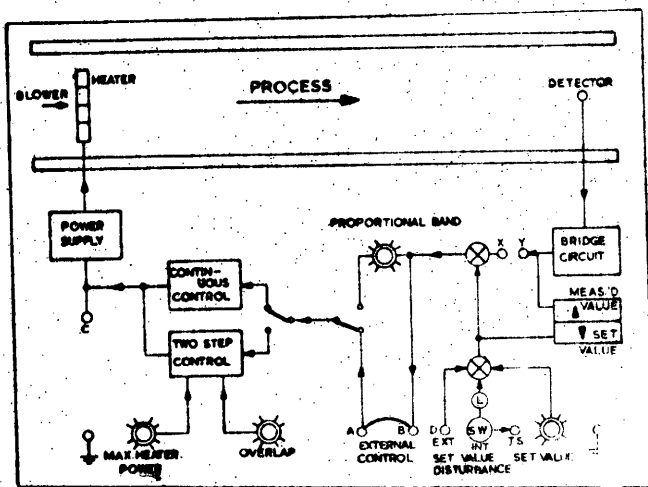 HEATER
BLOWER
PROCESS
DETECTOR
PROPORTIONAL BAND
POWER
SUPPLY
X Y
BRIDGE
CIRCUIT
CONTIN-
UOUS
CONTROL
MEAS.'D
VALUE
SET
VALUE
C
TWO STEP
CONTROL
L
A
B
D
EXT
SW
INT
TS
MAX. HEATER
POWER
OVERLAP
EXTERNAL
CONTROL
SET VALUE
DISTURBANCE
SET VALUE